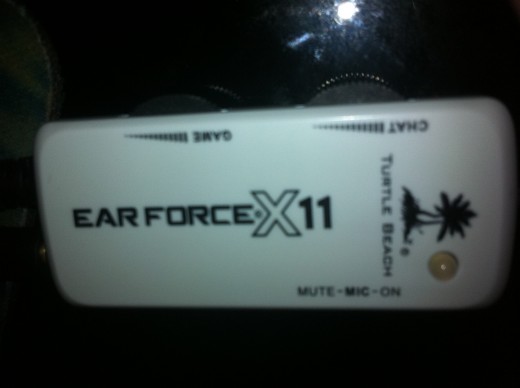 GAME
CHAT
EAR FORCE X11
TURTLE BEACH
MUTE-MIC-ON